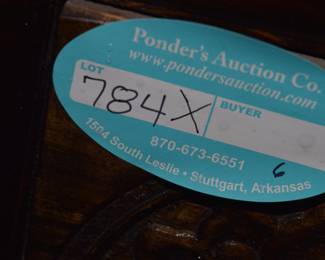 Ponder's Auction Co.
www.pondersauction.com
LOT
BUYER
784X
870-673-6551
6
1504 South Leslie • Stuttgart, Arkansas